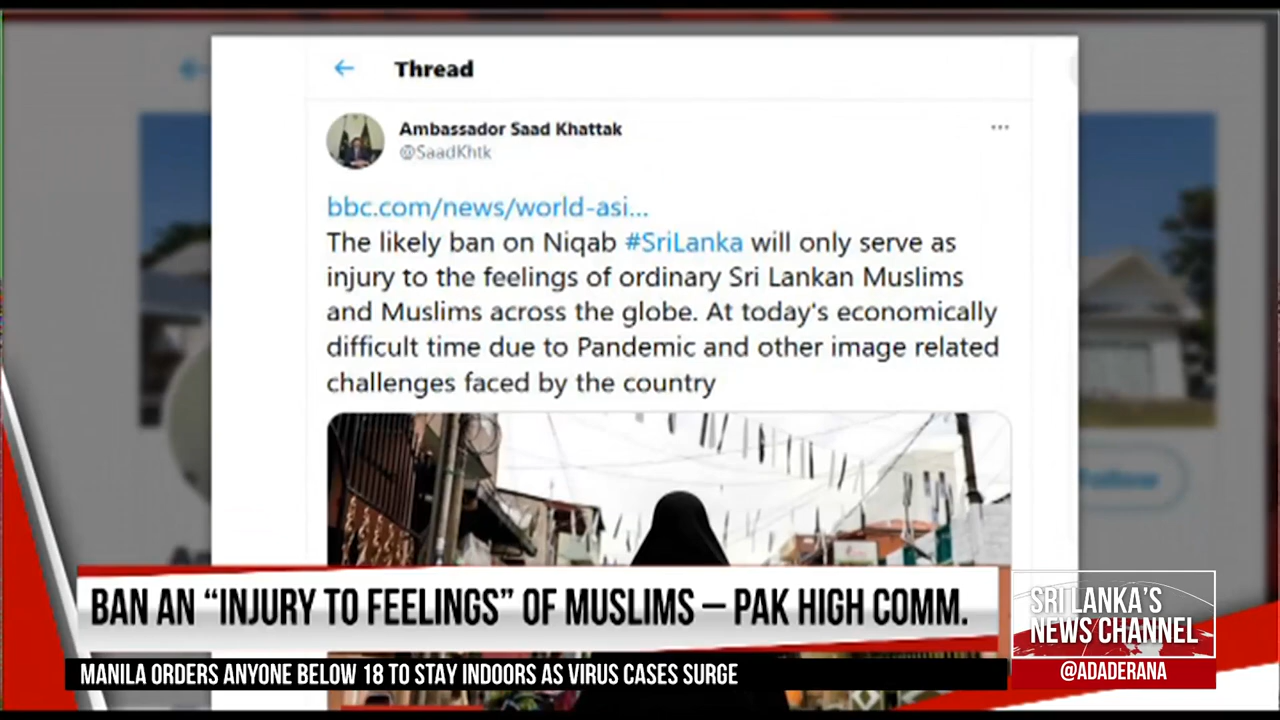 Thread
Ambassador Saad Khattak
@SaadKhtk
bbc.com/news/world-asi...
The likely ban on Niqab #SriLanka will only serve as
injury to the feelings of ordinary Sri Lankan Muslims
and Muslims across the globe. At today's economically
difficult time due to Pandemic and other image related
challenges faced by the country
Follow
BAN AN “INJURY TO FEELINGS” OF MUSLIMS – PAK HIGH COMM.
SRI LANKA'S
NEWS CHANNEL
@ADADERANA
MANILA ORDERS ANYONE BELOW 18 TO STAY INDOORS AS VIRUS CASES SURGE